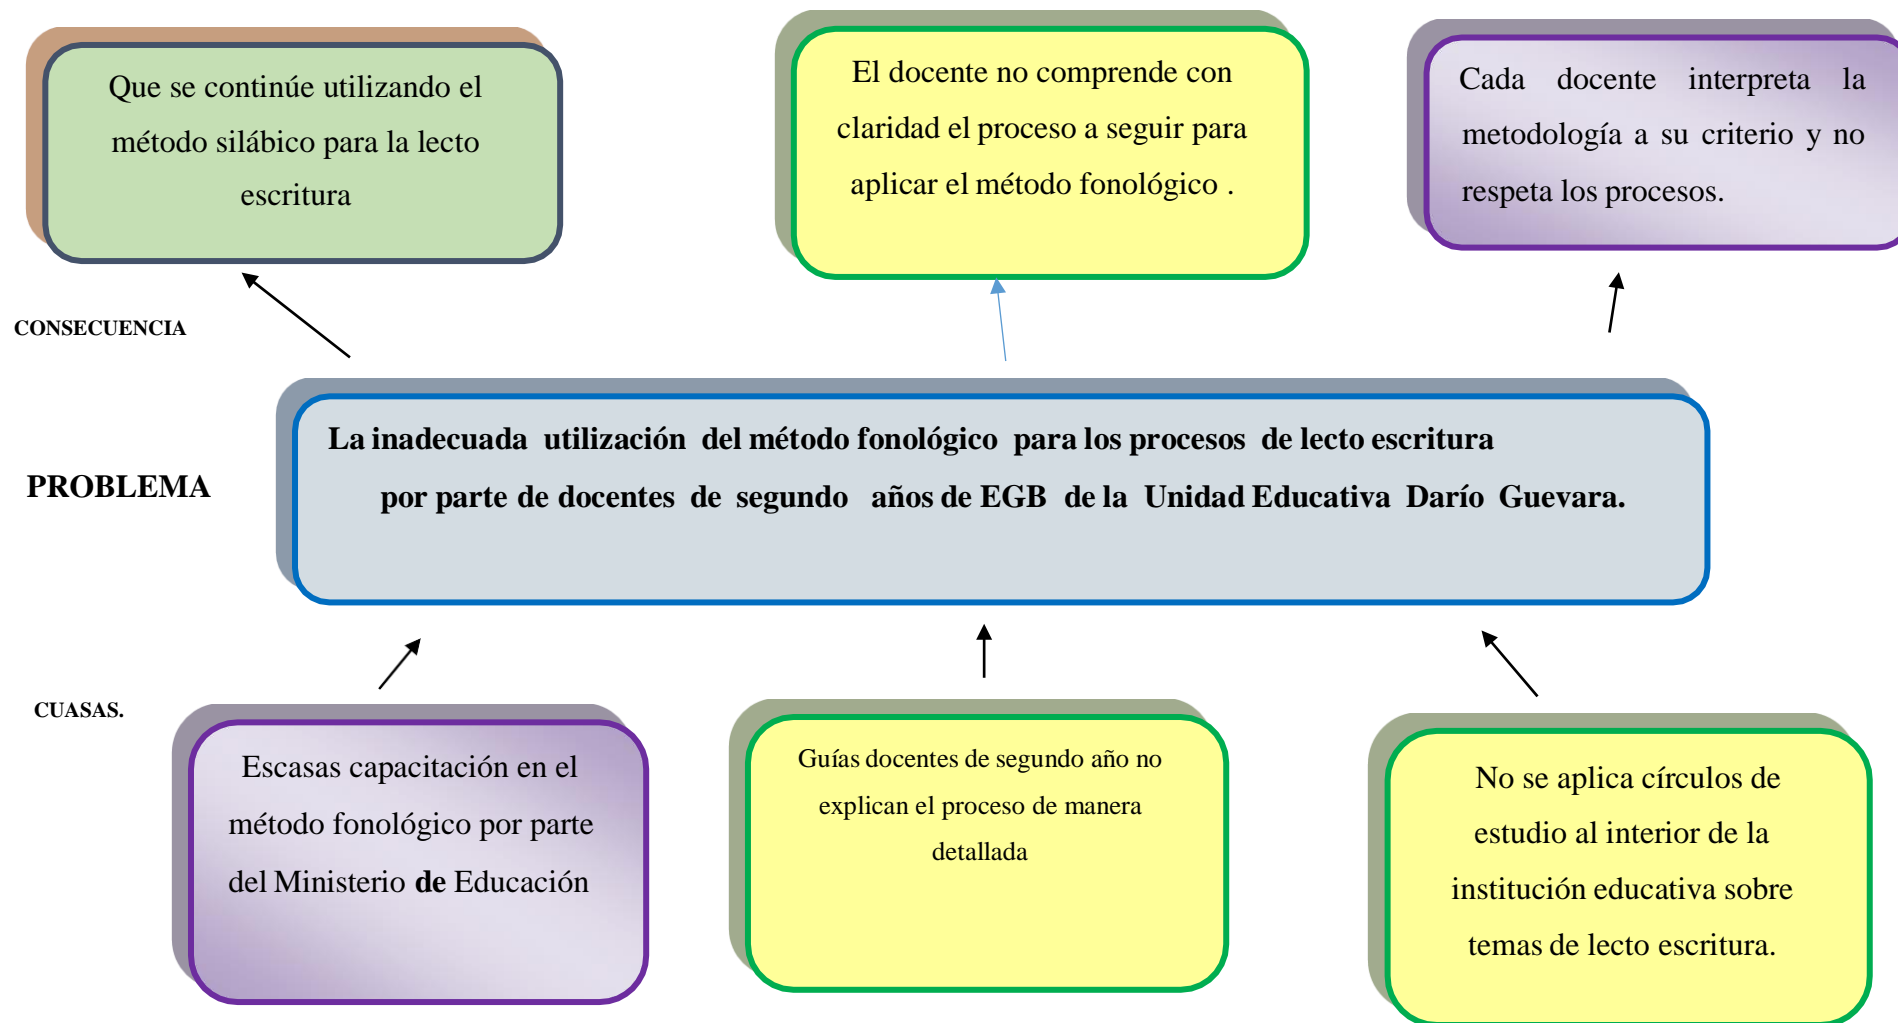 Que se continúe utilizando el
método silábico para la lecto
escritura
El docente no comprende con
claridad el proceso a seguir para
aplicar el método fonológico .
Cada docente interpreta la
metodología a su criterio y no
respeta los procesos.
CONSECUENCIA
PROBLEMA
La inadecuada utilización del método fonológico para los procesos de lecto escritura
por parte de docentes de segundo años de EGB de la Unidad Educativa Darío Guevara.
CUASAS.
Escasas capacitación en el
método fonológico por parte
del Ministerio de Educación
Guías docentes de segundo año no
explican el proceso de manera
detallada
No se aplica círculos de
estudio al interior de la
institución educativa sobre
temas de lecto escritura.